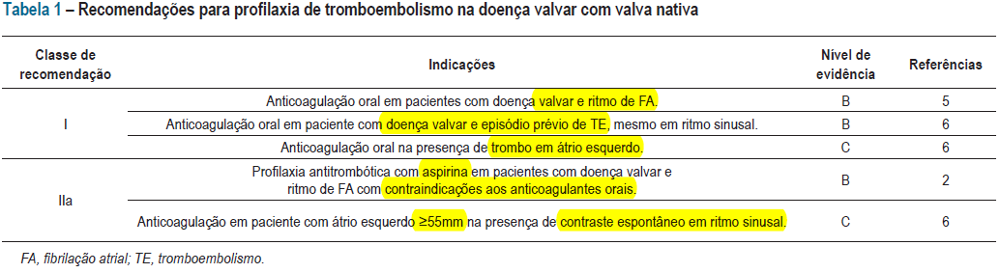 Tabela 1 – Recomendações para profilaxia de tromboembolismo na doença valvar com valva nativa
Classe de recomendação Indicações Nível de evidência Referências
I
Anticoagulação oral em pacientes com doença valvar e ritmo de FA. B 5
Anticoagulação oral em paciente com doença valvar e episódio prévio de TE, mesmo em ritmo sinusal. B 6
Anticoagulação oral na presença de trombo em átrio esquerdo. C 6
IIa
Profilaxia antitrombótica com aspirina em pacientes com doença valvar e
ritmo de FA com contraindicações aos anticoagulantes orais. B 2
Anticoagulação em paciente com átrio esquerdo ≥55mm na presença de contraste espontâneo em ritmo sinusal. C 6
FA, fibrilação atrial; TE, tromboembolismo.